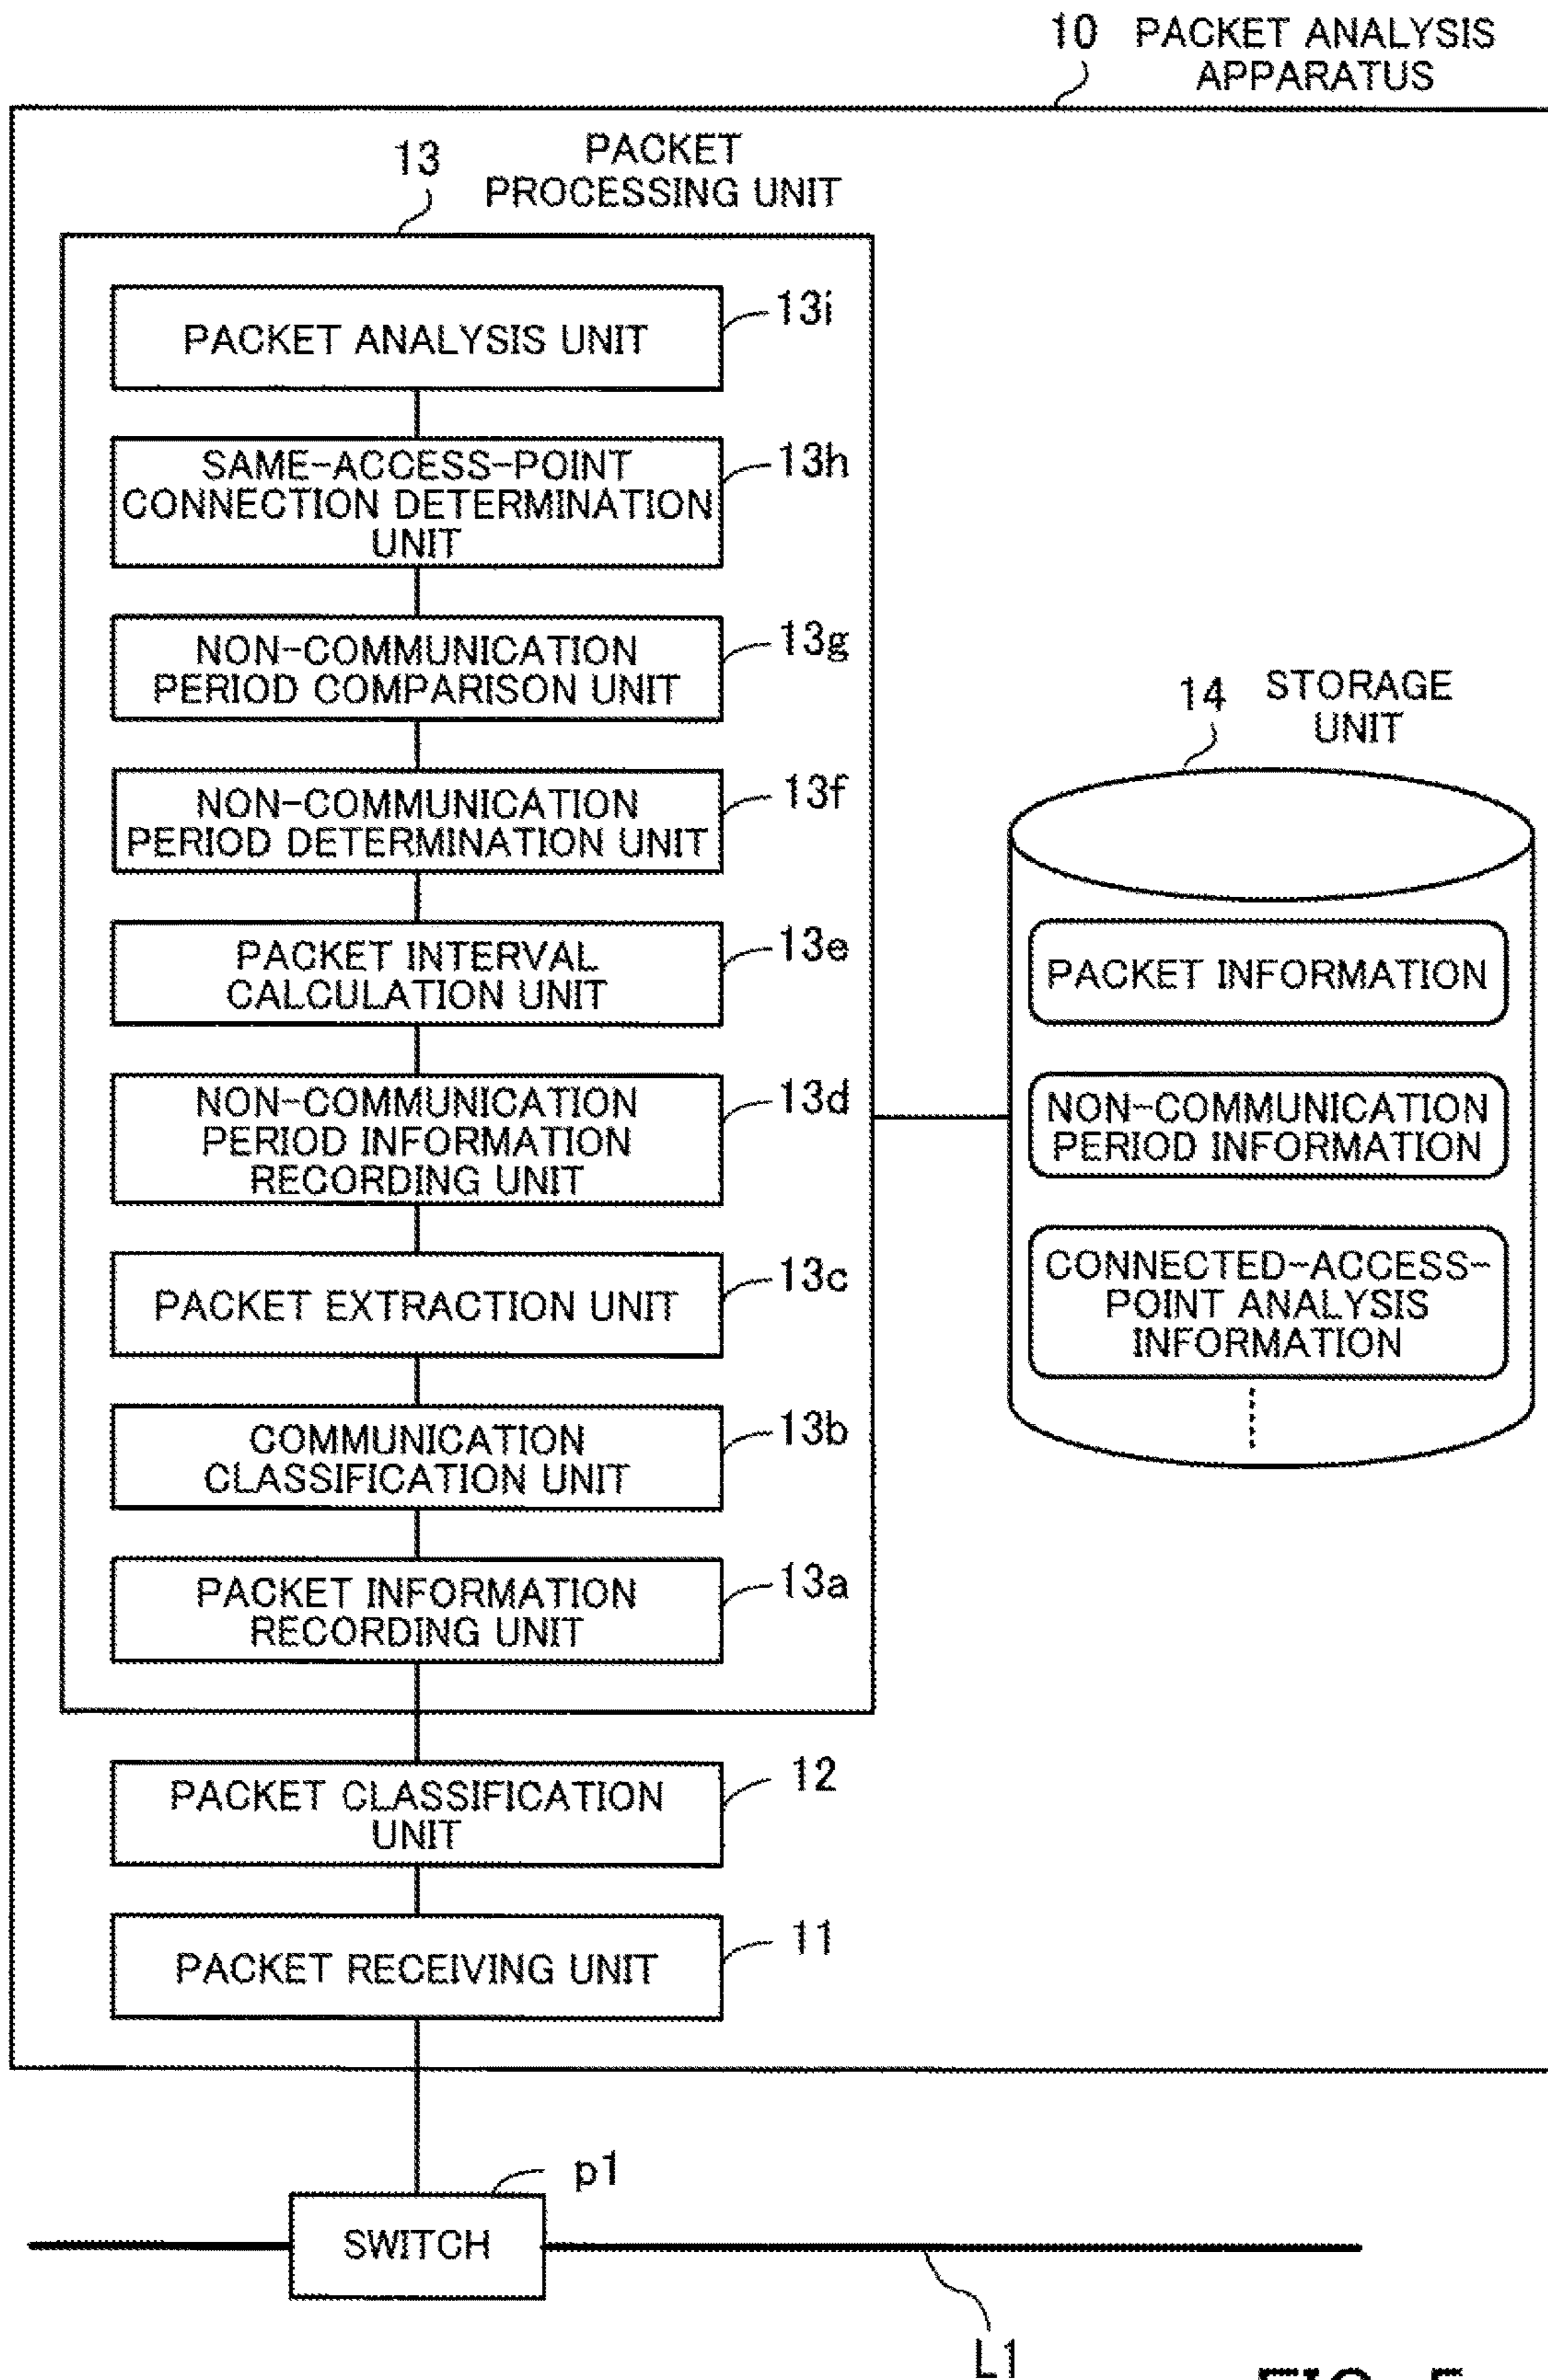 10 PACKET ANALYSIS
APPARATUS
13 PACKET
PROCESSING UNIT
PACKET ANALYSIS UNIT
13i
SAME-ACCESS-POINT
CONNECTION DETERMINATION
UNIT
13h
NON-COMMUNICATION
PERIOD COMPARISON UNIT
13g
NON-COMMUNICATION
PERIOD DETERMINATION UNIT
13f
PACKET INTERVAL
CALCULATION UNIT
13e
NON-COMMUNICATION
PERIOD INFORMATION
RECORDING UNIT
13d
PACKET EXTRACTION UNIT
13c
COMMUNICATION
CLASSIFICATION UNIT
13b
PACKET INFORMATION
RECORDING UNIT
13a
14 STORAGE
UNIT
PACKET INFORMATION
NON-COMMUNICATION
PERIOD INFORMATION
CONNECTED-ACCESS-
POINT ANALYSIS
INFORMATION
PACKET CLASSIFICATION
UNIT
12
PACKET RECEIVING UNIT
11
p1
SWITCH
L1
FIG. 5